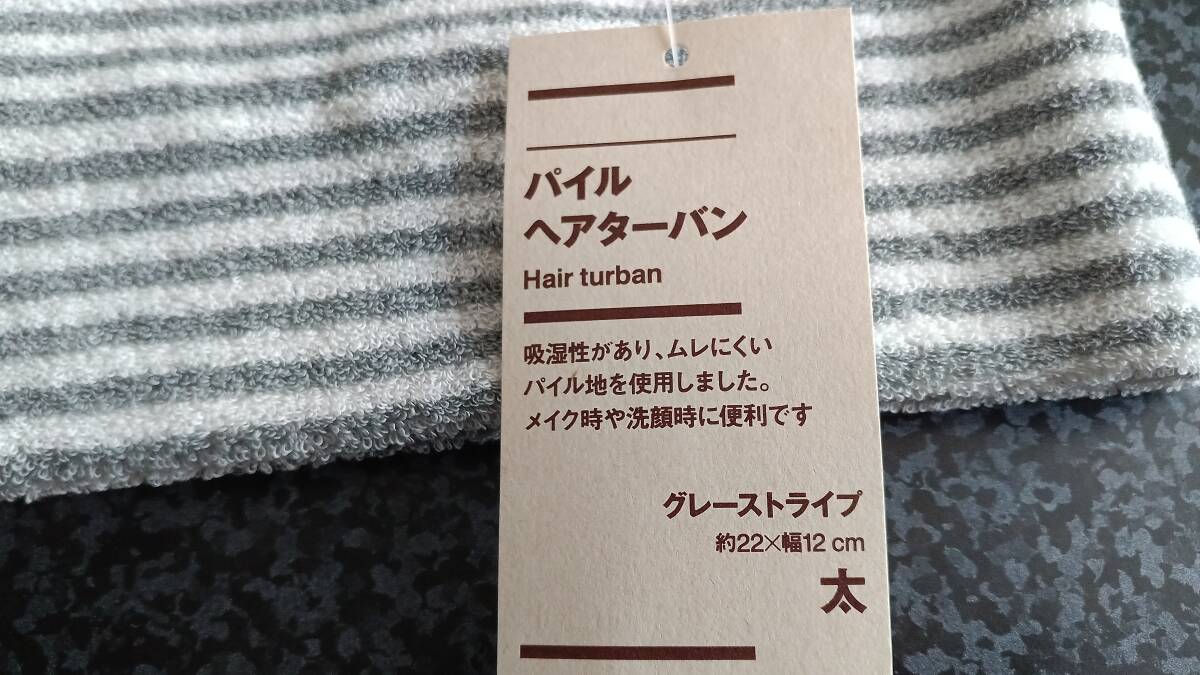 パイル
ヘアターバン
Hair turban
吸湿性があり、ムレにくい
パイル地を使用しました。
メイク時や洗顔時に便利です
グレーストライプ
約22×幅12 cm
太